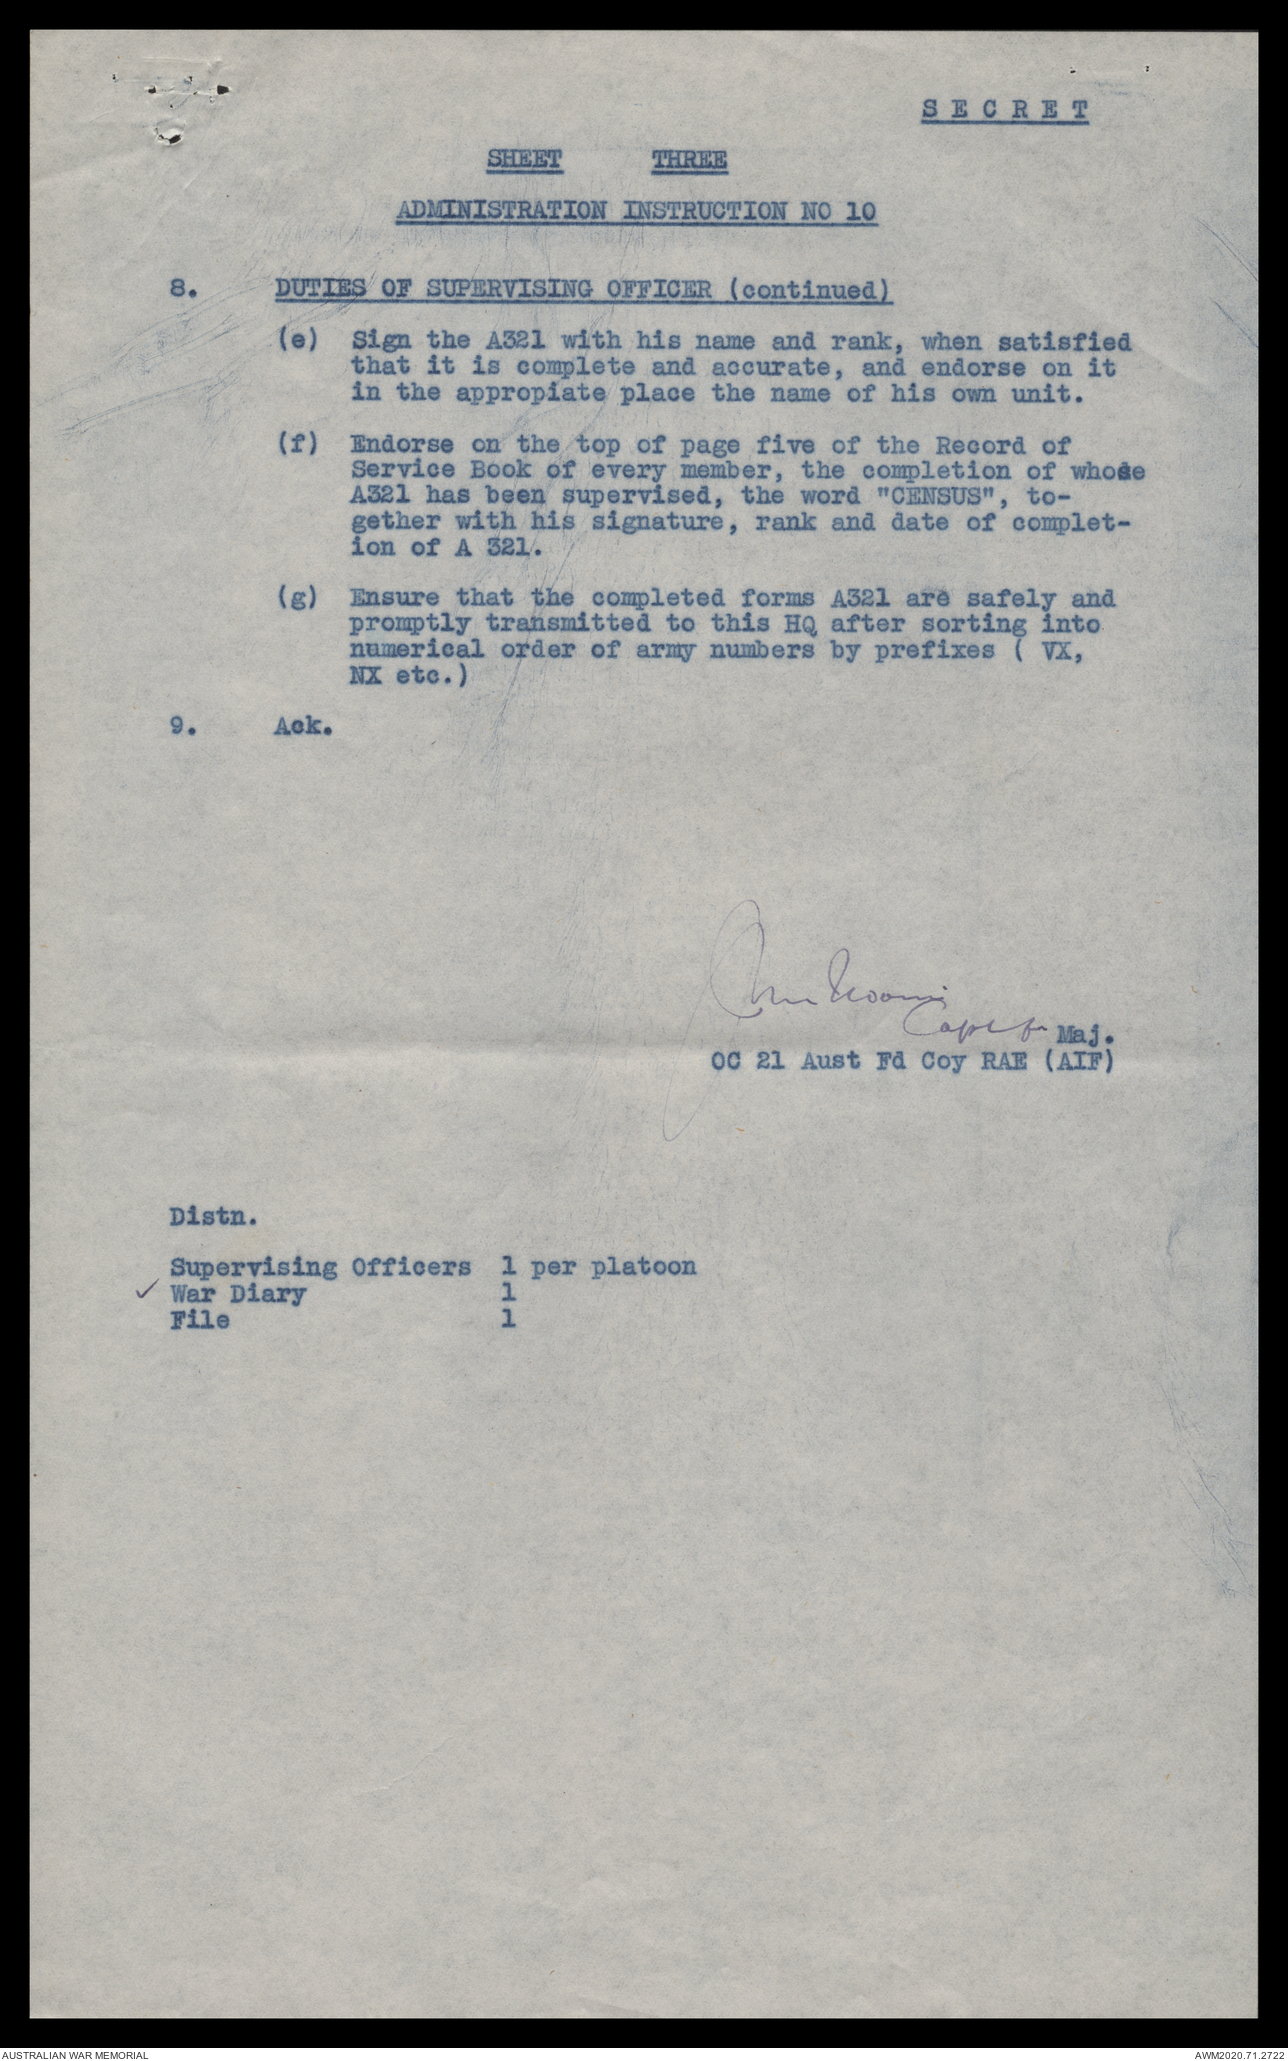 S E C R E T
SHEET THREE
ADMINISTRATION INSTRUCTION NO 10
8. DUTIES OF SUPERVISING OFFICER (continued)
(e) Sign the A321 with his name and rank, when satisfied
that it is complete and accurate, and endorse on it
in the appropiate place the name of his own unit.
(f) Endorse on the top of page five of the Record of
Service Book of every member, the completion of whose
A321 has been supervised, the word "CENSUS", to-
gether with his signature, rank and date of complet-
ion of A 321.
(g) Ensure that the completed forms A321 are safely and
promptly transmitted to this HQ after sorting into
numerical order of army numbers by prefixes ( VX,
NX etc.)
9. Ack.
Capt for Maj.
OC 21 Aust Fd Coy RAE (AIF)
Distn.
Supervising Officers 1 per platoon
✓ War Diary 1
File 1
AUSTRALIAN WAR MEMORIAL
AWM2020.71.2722